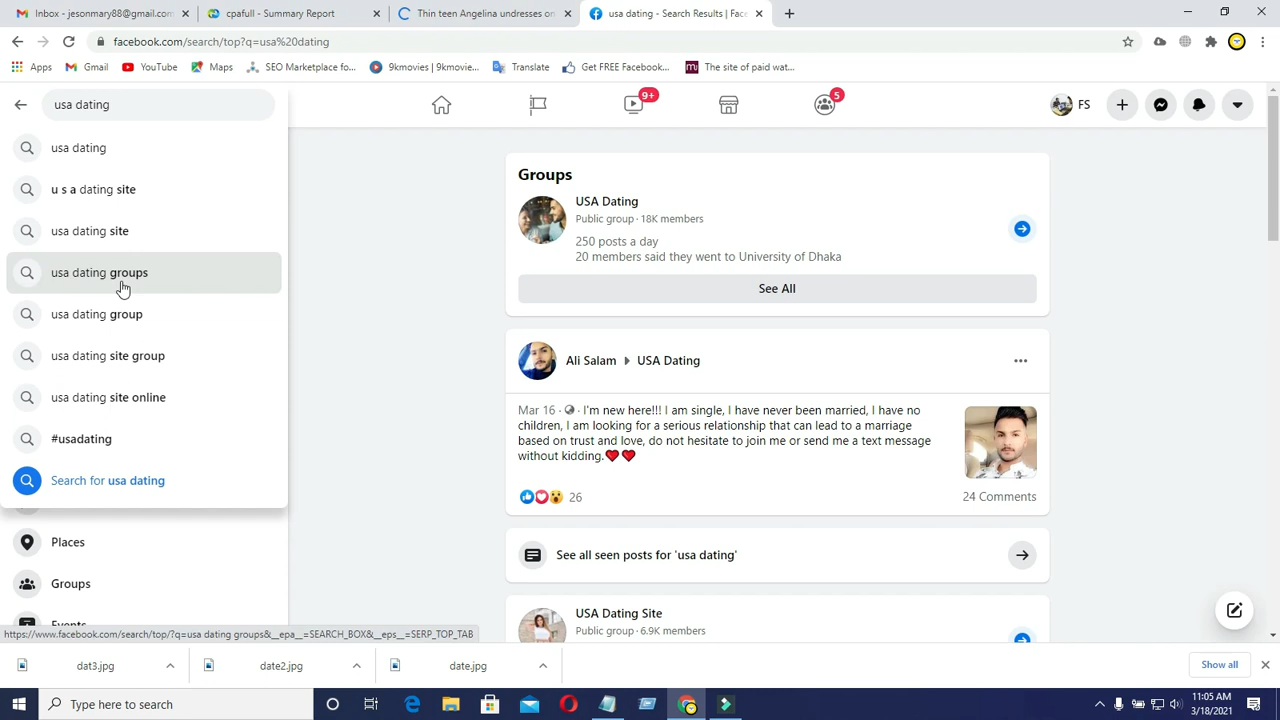 Inbox - jesonmary88@gmail.com
cpafull - Summary Report
Thin teen Angelina undresses on
usa dating - Search Results | Fac
facebook.com/search/top?q=usa%20dating
Apps
Gmail
YouTube
Maps
SEO Marketplace fo...
9kmovies | 9kmovie...
Translate
Get FREE Facebook...
The site of paid wat...
usa dating
9+
5
FS
usa dating
u s a dating site
usa dating site
usa dating groups
usa dating group
usa dating site group
usa dating site online
#usadating
Search for usa dating
Places
Groups
Events
Groups
USA Dating
Public group · 18K members
250 posts a day
20 members said they went to University of Dhaka
See All
Ali Salam
USA Dating
Mar 16 · · I'm new here!!! I am single, I have never been married, I have no
children, I am looking for a serious relationship that can lead to a marriage
based on trust and love, do not hesitate to join me or send me a text message
without kidding.❤️❤️
26
24 Comments
See all seen posts for 'usa dating'
USA Dating Site
Public group · 6.9K members
https://www.facebook.com/search/top/?q=usa dating groups&__epa__=SEARCH_BOX&__eps__=SERP_TOP_TAB
dat3.jpg
date2.jpg
date.jpg
Show all
Type here to search
11:05 AM
3/18/2021